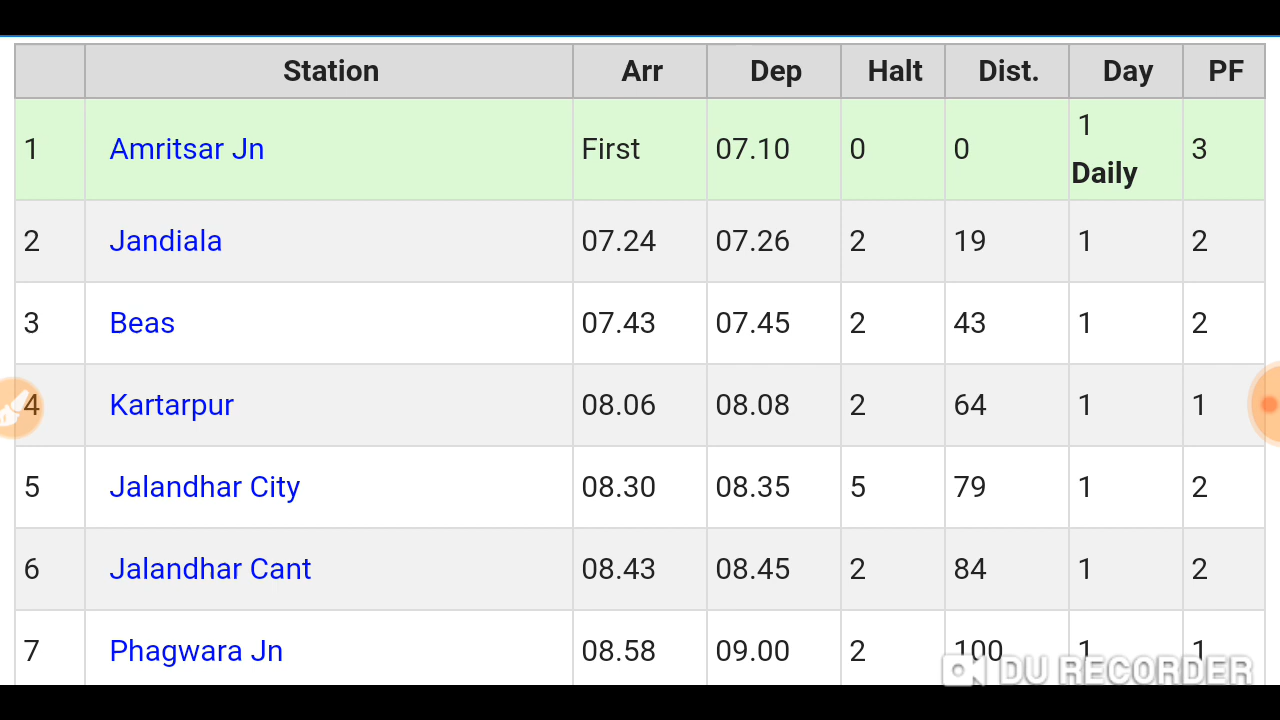 Station Arr Dep Halt Dist. Day PF
1 Amritsar Jn First 07.10 0 0 1 Daily 3
2 Jandiala 07.24 07.26 2 19 1 2
3 Beas 07.43 07.45 2 43 1 2
4 Kartarpur 08.06 08.08 2 64 1 1
5 Jalandhar City 08.30 08.35 5 79 1 2
6 Jalandhar Cant 08.43 08.45 2 84 1 2
7 Phagwara Jn 08.58 09.00 2 100 1 1
DU RECORDER